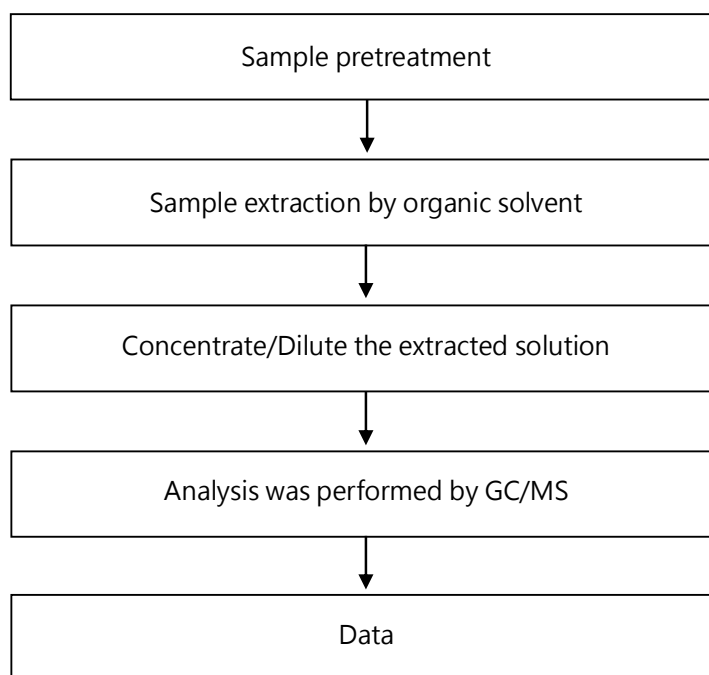 Sample pretreatment
Sample extraction by organic solvent
Concentrate/Dilute the extracted solution
Analysis was performed by GC/MS
Data